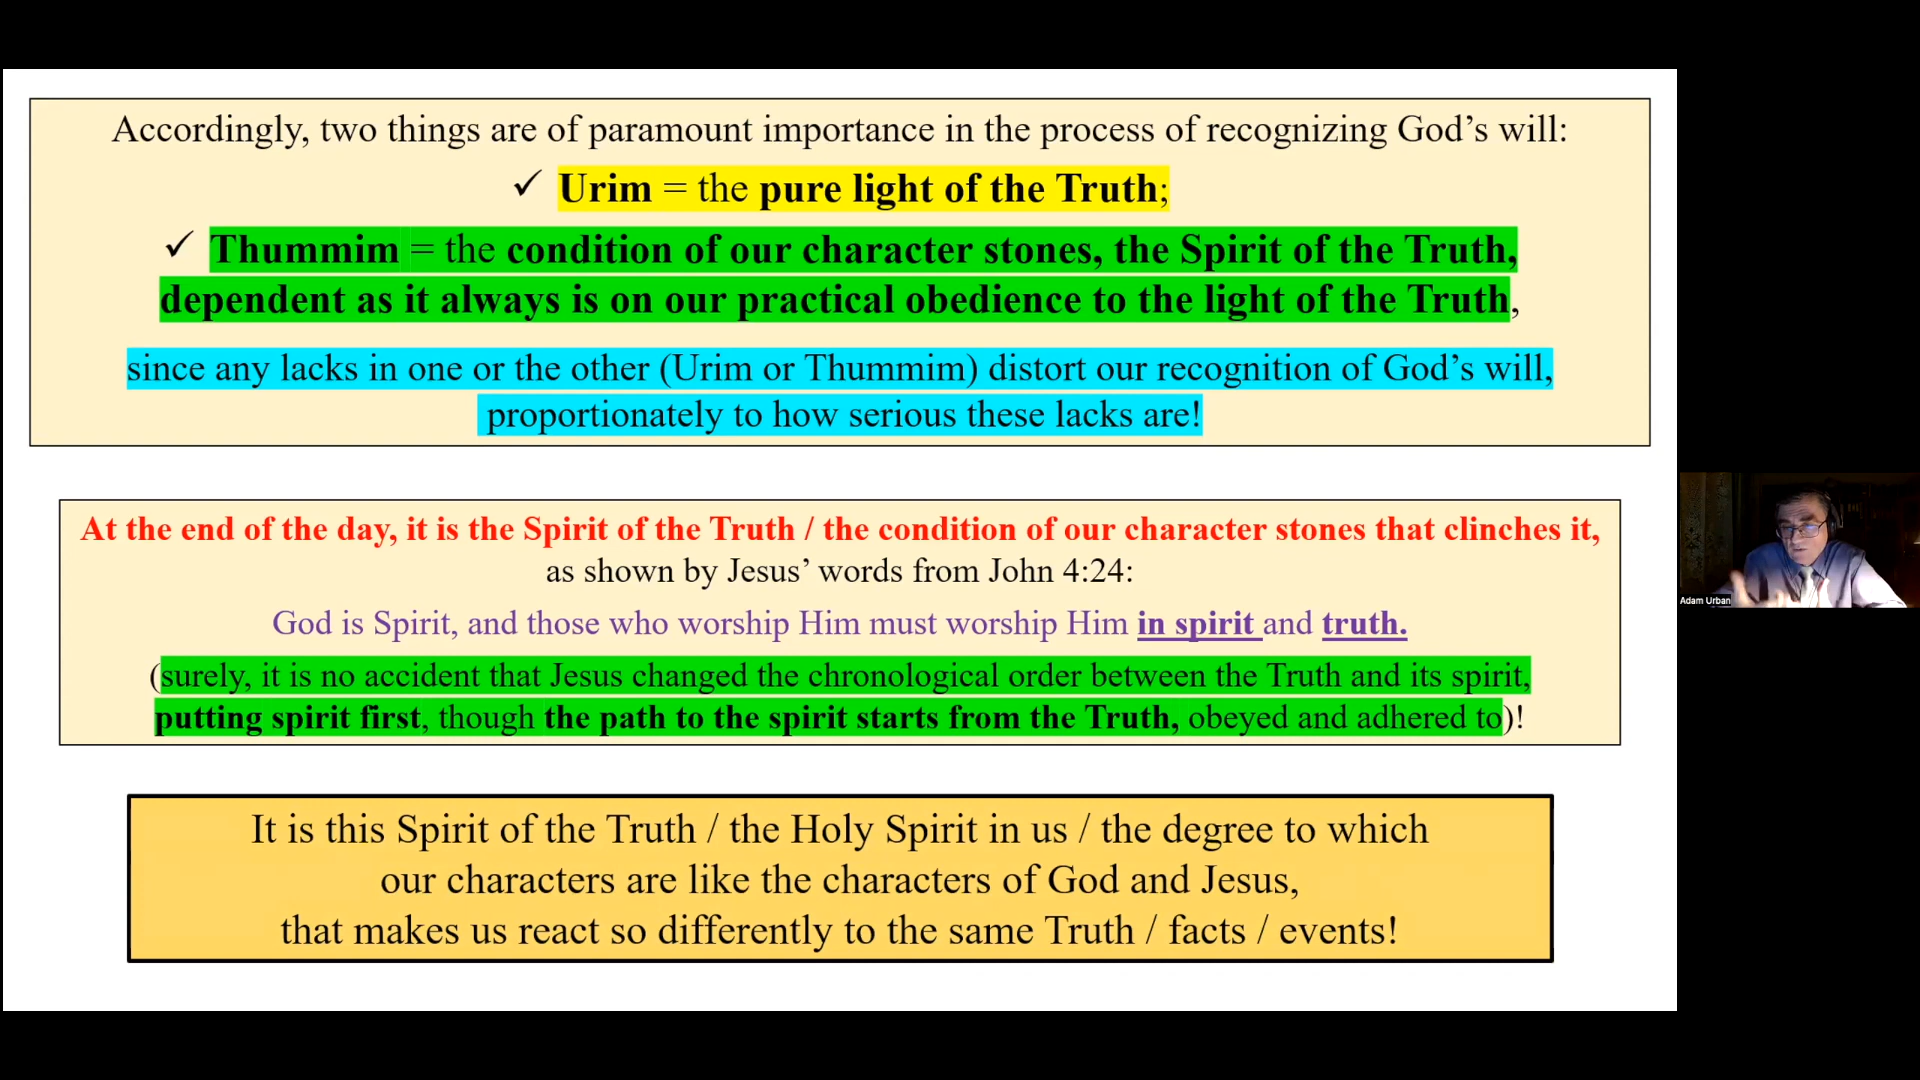 Accordingly, two things are of paramount importance in the process of recognizing God’s will:
✓ Urim = the pure light of the Truth;
✓ Thummim = the condition of our character stones, the Spirit of the Truth,
dependent as it always is on our practical obedience to the light of the Truth,
since any lacks in one or the other (Urim or Thummim) distort our recognition of God’s will,
proportionately to how serious these lacks are!
At the end of the day, it is the Spirit of the Truth / the condition of our character stones that clinches it,
as shown by Jesus’ words from John 4:24:
God is Spirit, and those who worship Him must worship Him in spirit and truth.
(surely, it is no accident that Jesus changed the chronological order between the Truth and its spirit,
putting spirit first, though the path to the spirit starts from the Truth, obeyed and adhered to)!
It is this Spirit of the Truth / the Holy Spirit in us / the degree to which
our characters are like the characters of God and Jesus,
that makes us react so differently to the same Truth / facts / events!
Adam Urban